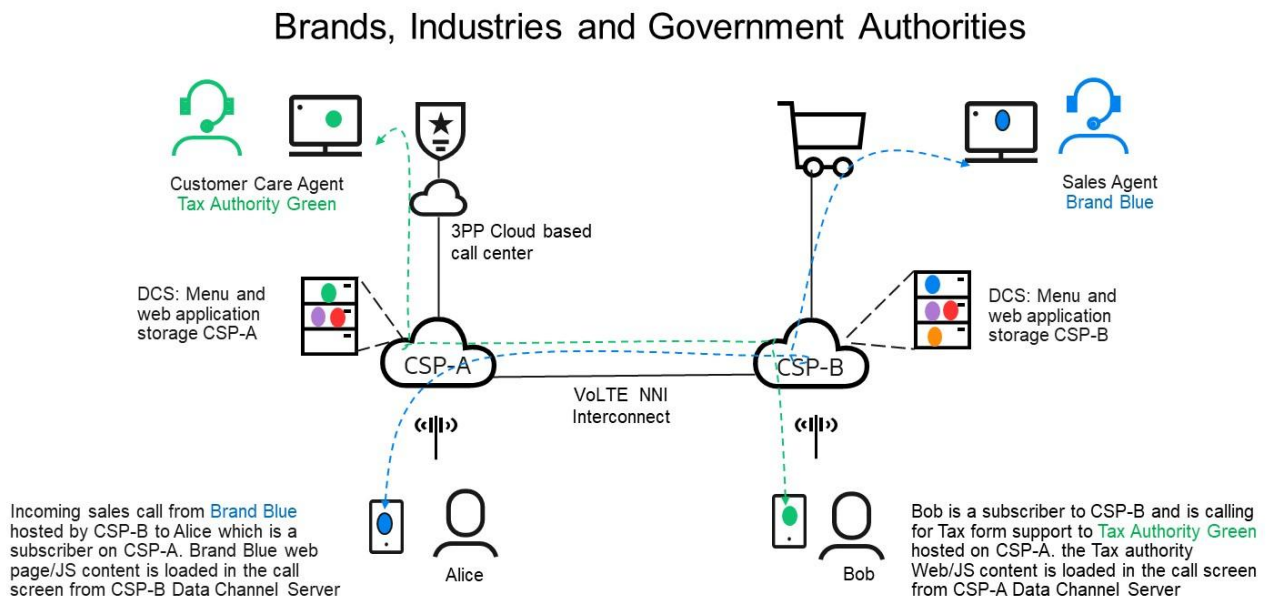 Brands, Industries and Government Authorities
Customer Care Agent
Tax Authority Green
Sales Agent
Brand Blue
3PP Cloud based
call center
DCS: Menu and
web application
storage CSP-A
DCS: Menu and
web application
storage CSP-B
CSP-A
CSP-B
VoLTE NNI
Interconnect
Incoming sales call from Brand Blue
hosted by CSP-B to Alice which is a
subscriber on CSP-A. Brand Blue web
page/JS content is loaded in the call
screen from CSP-B Data Channel Server
Alice
Bob
Bob is a subscriber to CSP-B and is calling
for Tax form support to Tax Authority Green
hosted on CSP-A. the Tax authority
Web/JS content is loaded in the call screen
from CSP-A Data Channel Server